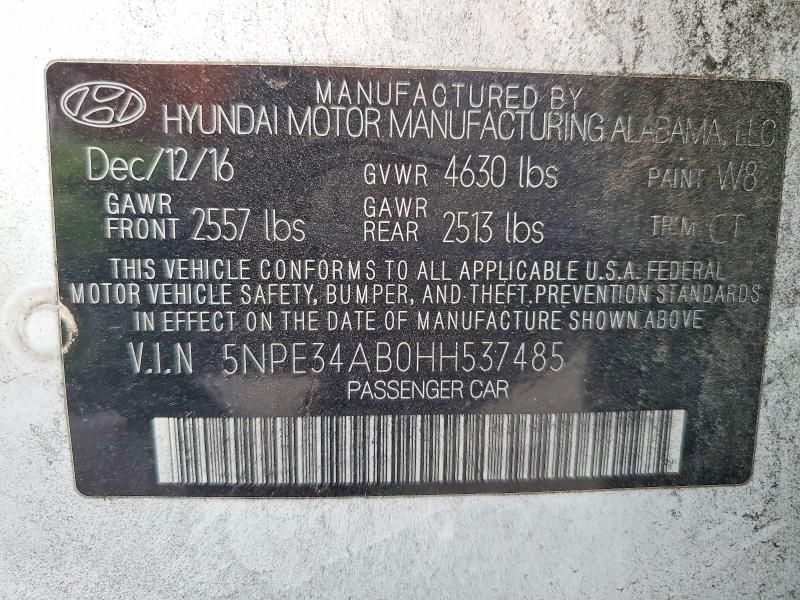 MANUFACTURED BY
HYUNDAI MOTOR MANUFACTURING ALABAMA, LLC
Dec/12/16 GVWR 4630 lbs PAINT W8
GAWR FRONT 2557 lbs GAWR REAR 2513 lbs TRIM CT
THIS VEHICLE CONFORMS TO ALL APPLICABLE U.S.A. FEDERAL
MOTOR VEHICLE SAFETY, BUMPER, AND THEFT PREVENTION STANDARDS
IN EFFECT ON THE DATE OF MANUFACTURE SHOWN ABOVE.
V.I.N 5NPE34AB0HH537485
PASSENGER CAR